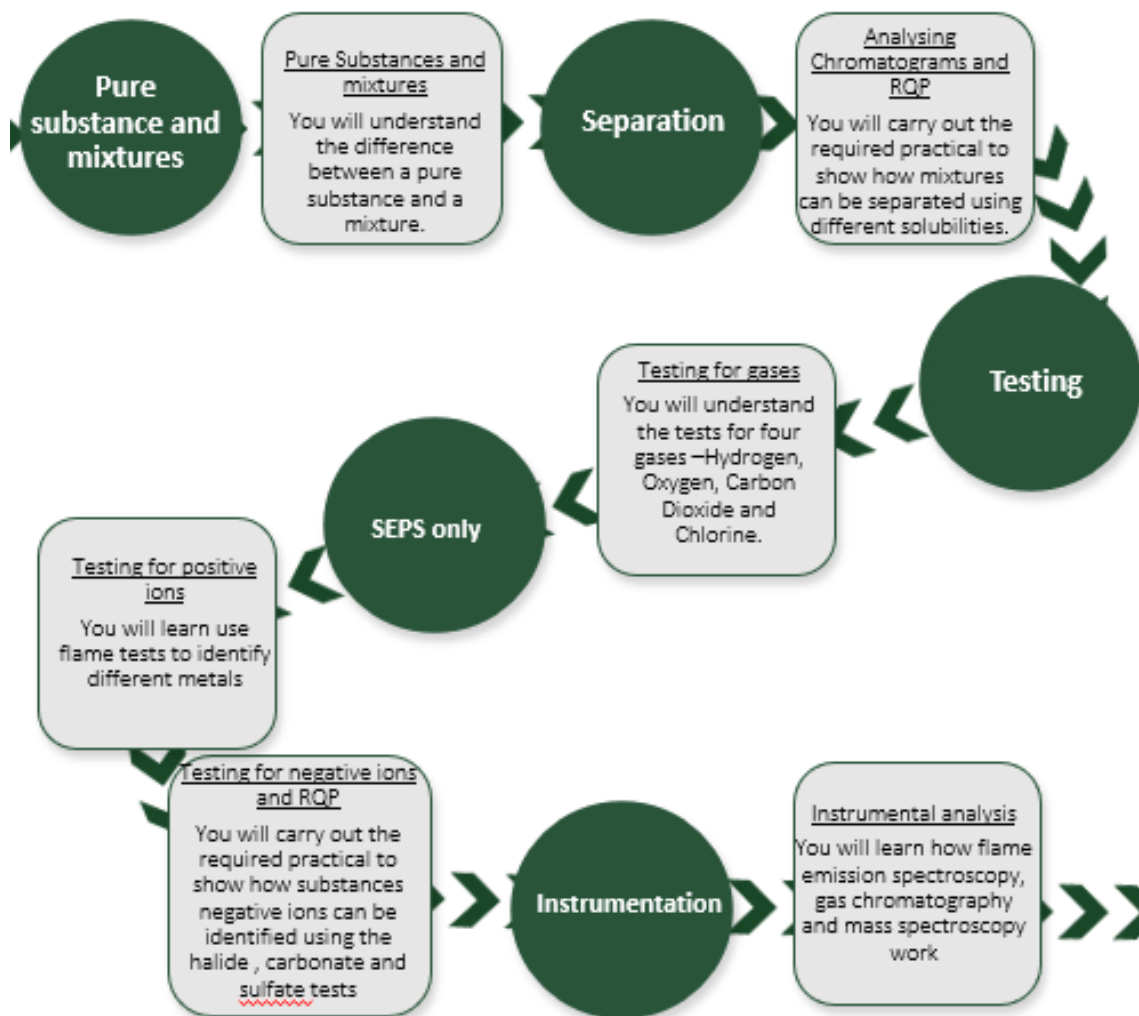 Pure
substance and
mixtures
Pure Substances and
mixtures
You will understand
the difference
between a pure
substance and a
mixture.
Separation
Analysing
Chromatograms and
RQP
You will carry out the
required practical to
show how mixtures
can be separated using
different solubilities.
Testing
Testing for gases
You will understand
the tests for four
gases –Hydrogen,
Oxygen, Carbon
Dioxide and
Chlorine.
SEPS only
Testing for positive
ions
You will learn use
flame tests to identify
different metals
Testing for negative ions
and RQP
You will carry out the
required practical to
show how substances
negative ions can be
identified using the
halide , carbonate and
sulfate tests
Instrumentation
Instrumental analysis
You will learn how flame
emission spectroscopy,
gas chromatography
and mass spectroscopy
work